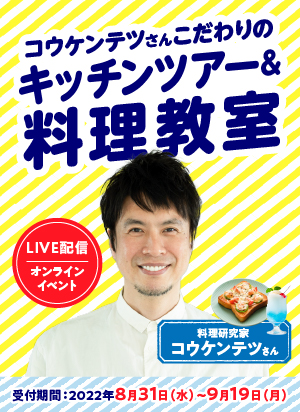 コウケンテツさんこだわりの
キッチンツアー&
料理教室
LIVE配信
オンライン
イベント
料理研究家
コウケンテツさん
受付期間：2022年8月31日(水)～9月19日(月)